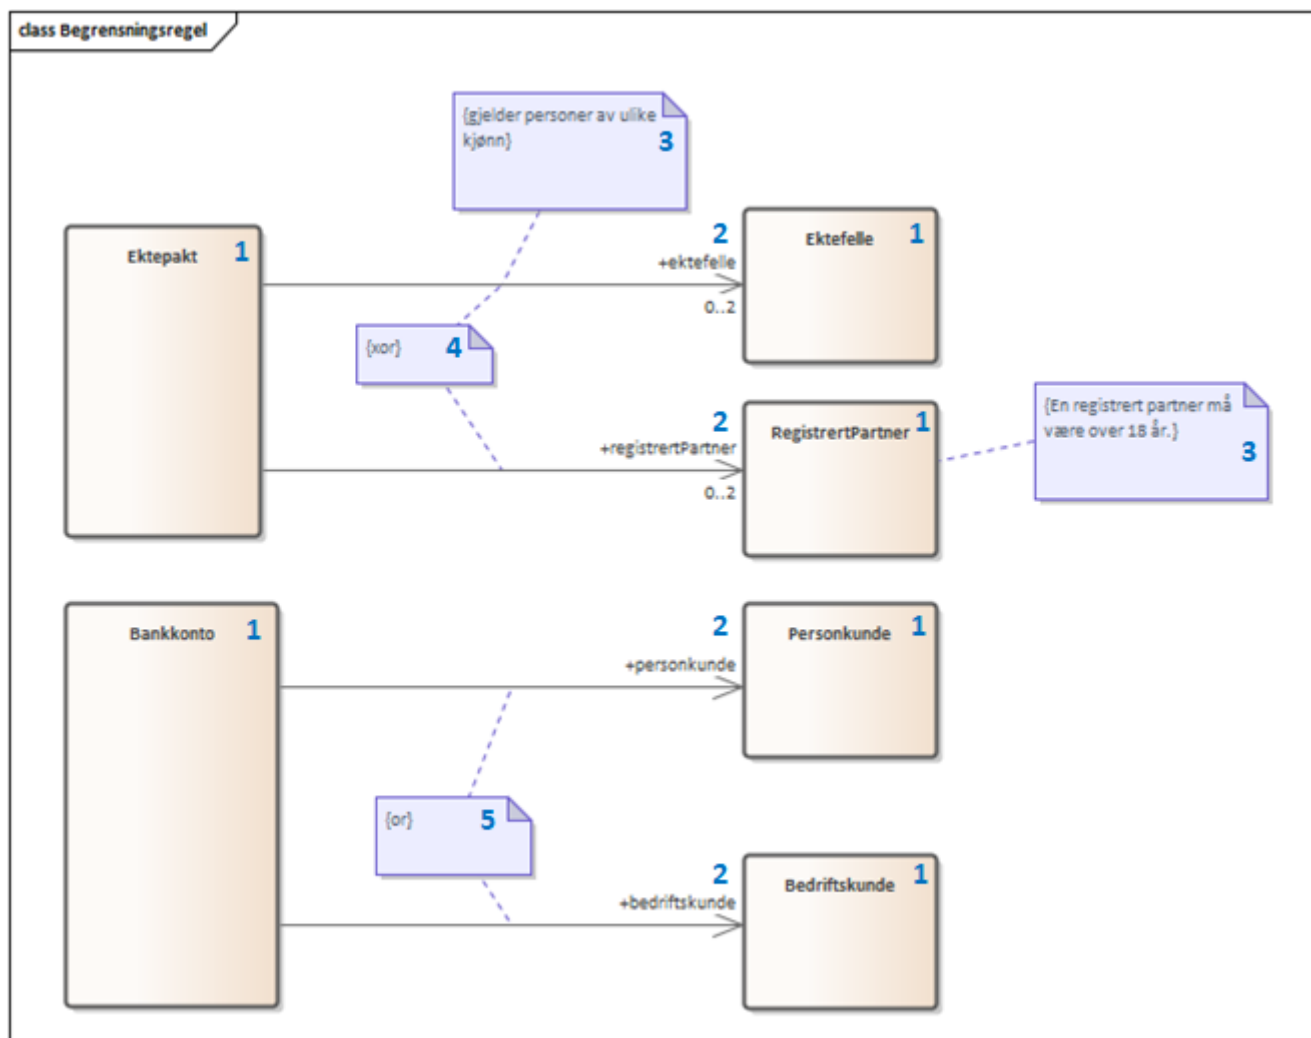 class Begrensningsregel
{gjelder personer av ulike
kjønn}
3
Ektepakt 1
2
+ektefelle
0..2
Ektefelle 1
{xor} 4
2
+registrertPartner
0..2
RegistrertPartner 1
{En registrert partner må
være over 18 år.}
3
Bankkonto 1
2
+personkunde
Personkunde 1
{or} 5
2
+bedriftskunde
Bedriftskunde 1